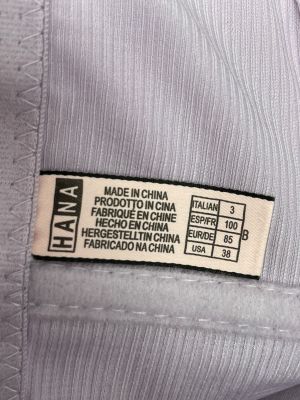 HANA
MADE IN CHINA
PRODOTTO IN CINA
FABRIQUÉ EN CHINE
HECHO EN CHINA
HERGESTELLTIN CHINA
FABRICADO NA CHINA
ITALIAN 3
ESP/FR 100
EUR/DE 85
USA 38
B